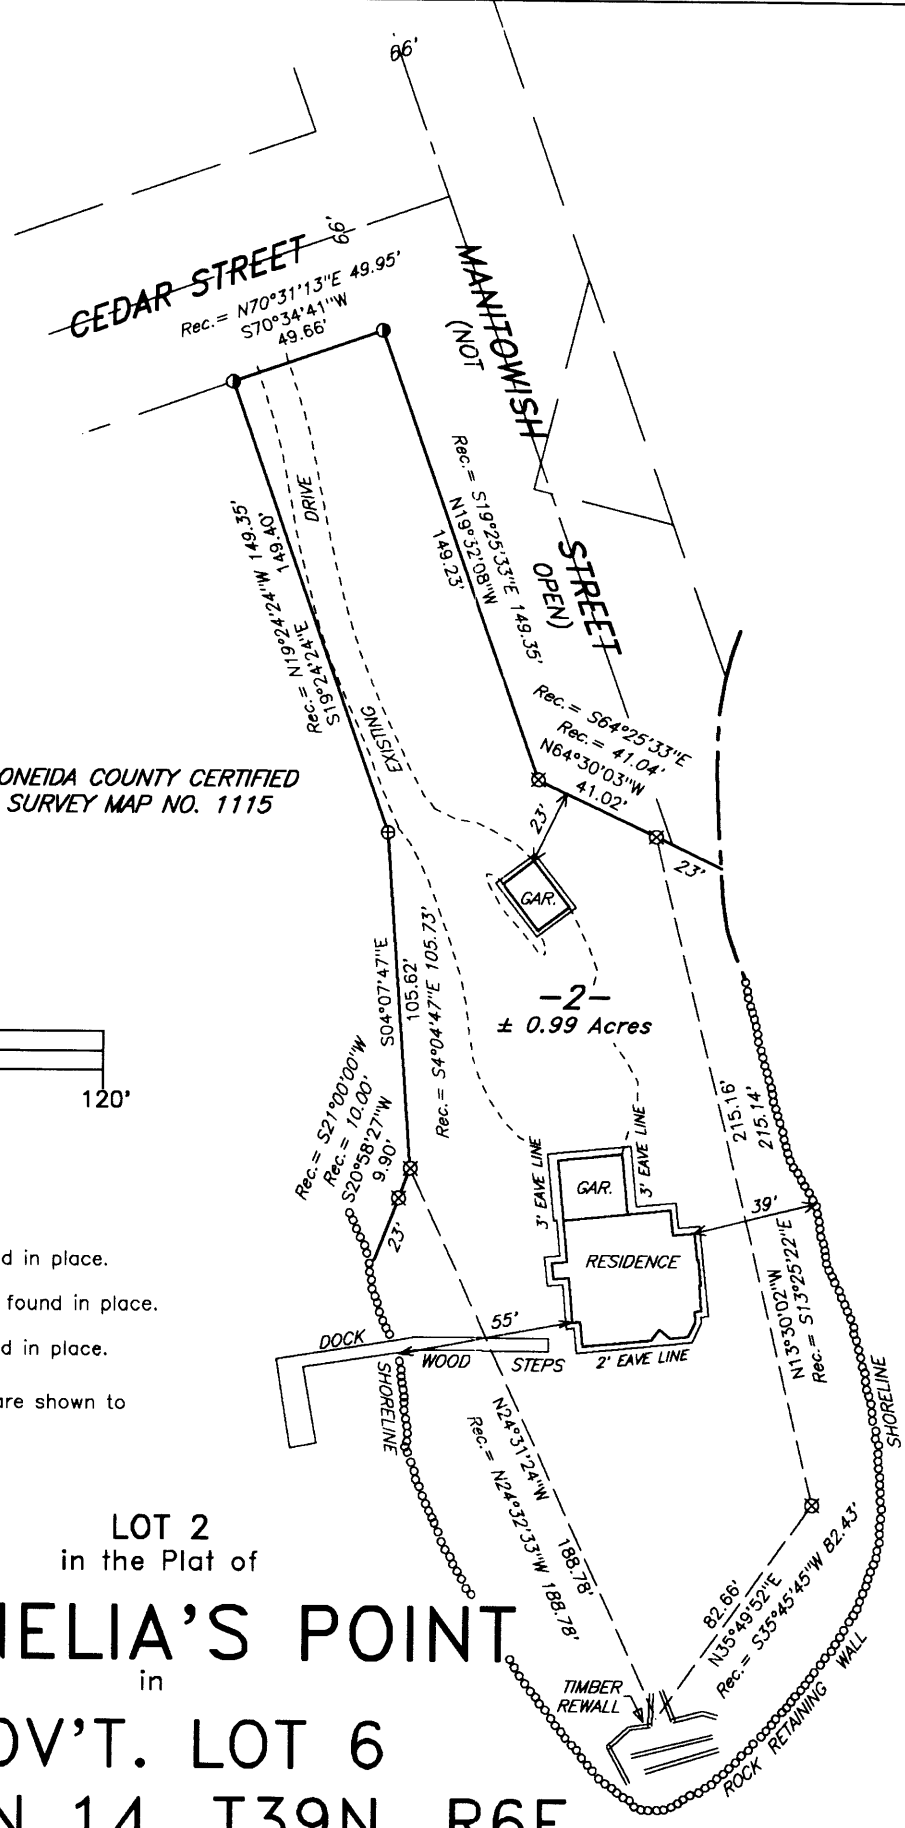 66'
66'
CEDAR STREET
Rec.= N70°31'13"E 49.95'
S70°34'41"W
49.66'
MANITOWISH
(NOT
STREET
OPEN)
DRIVE
EXISTING
Rec.= S19°25'33"E 149.35'
N19°32'08"W
149.23'
149.40'
Rec.= N19°24'24"W 149.35'
S19°24'24"E
Rec.= S64°25'33"E
Rec.= 41.04'
N64°30'03"W
41.02'
ONEIDA COUNTY CERTIFIED
SURVEY MAP NO. 1115
23'
23'
GAR.
-2-
± 0.99 Acres
S04°07'47"E
105.62'
Rec.= S4°04'47"E 105.73'
120'
Rec.= S21°00'00"W
Rec.= 10.00'
S20°58'27"W
9.90'
23'
215.16'
215.14'
N13°30'02"W
Rec.= S13°25'22"E
3' EAVE LINE
3' EAVE LINE
GAR.
39'
RESIDENCE
2' EAVE LINE
55'
DOCK
WOOD STEPS
SHORELINE
SHORELINE
d in place.
found in place.
d in place.
are shown to
N24°31'24"W 188.78'
Rec.= N24°32'33"W 188.78'
82.66'
N35°49'52"E
Rec.= S35°45'45"W 82.43'
LOT 2
in the Plat of
ELIA'S POINT
in
OV'T. LOT 6
14, T39N, R6E
TIMBER
REWALL
ROCK RETAINING WALL